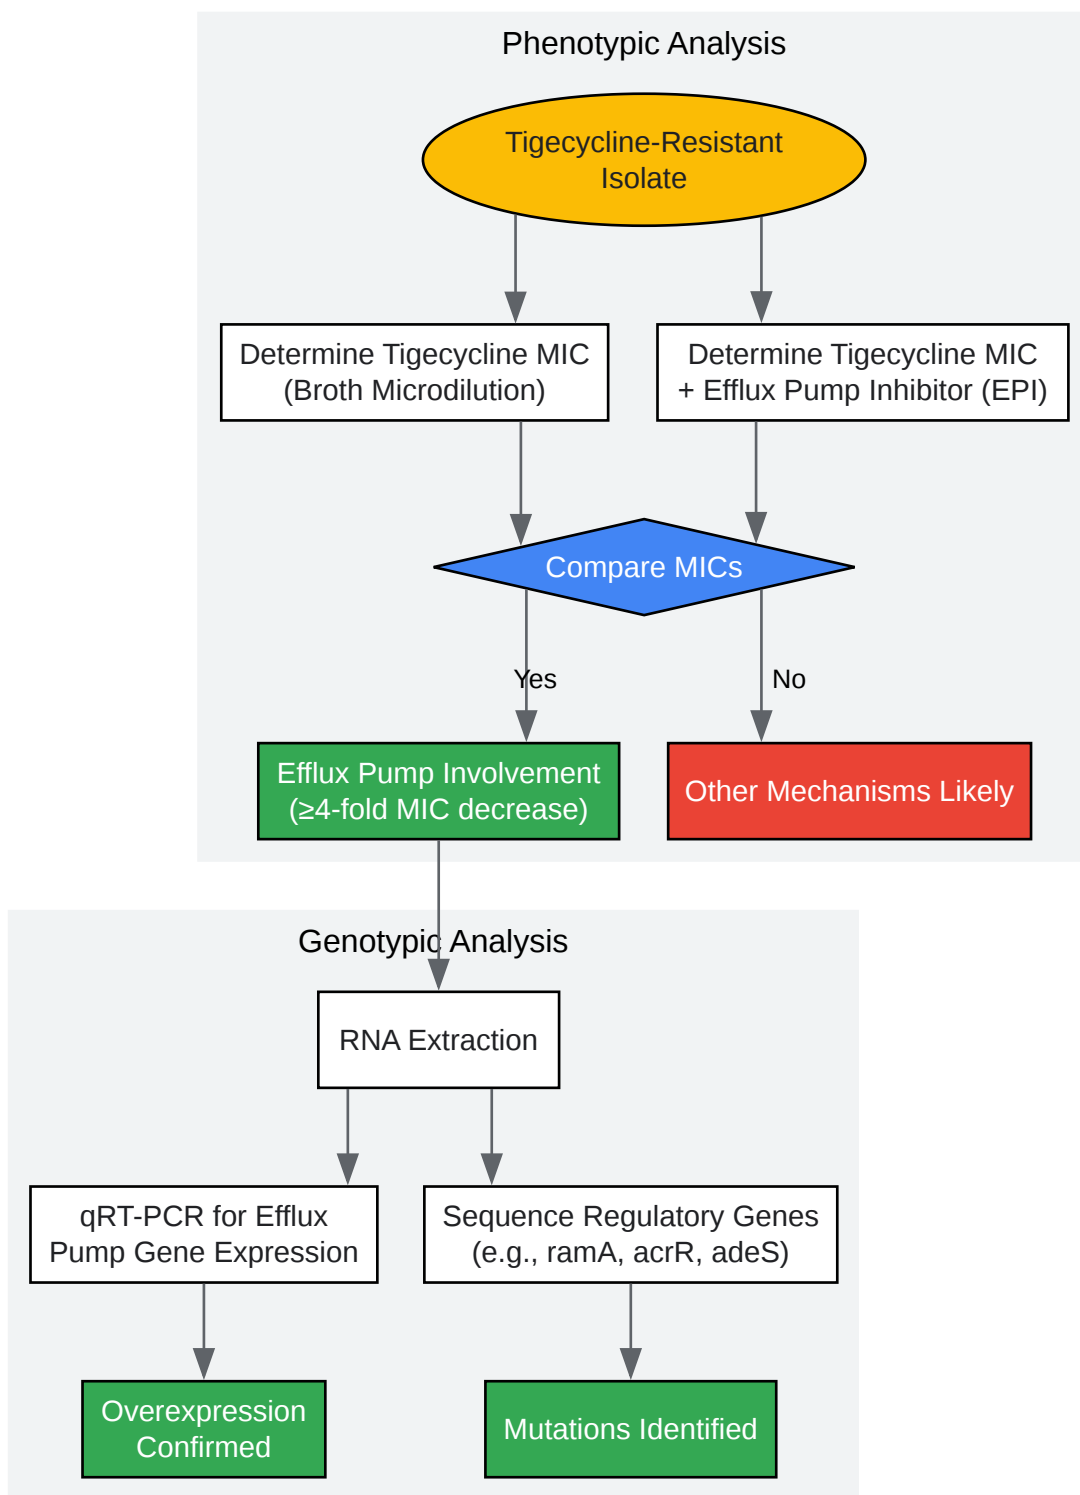 Phenotypic Analysis
Tigecycline-Resistant
Isolate
Determine Tigecycline MIC
(Broth Microdilution)
Determine Tigecycline MIC
+ Efflux Pump Inhibitor (EPI)
Compare MICs
Yes
No
Efflux Pump Involvement
(≥4-fold MIC decrease)
Other Mechanisms Likely
Genotypic Analysis
RNA Extraction
qRT-PCR for Efflux
Pump Gene Expression
Sequence Regulatory Genes
(e.g., ramA, acrR, adeS)
Overexpression
Confirmed
Mutations Identified